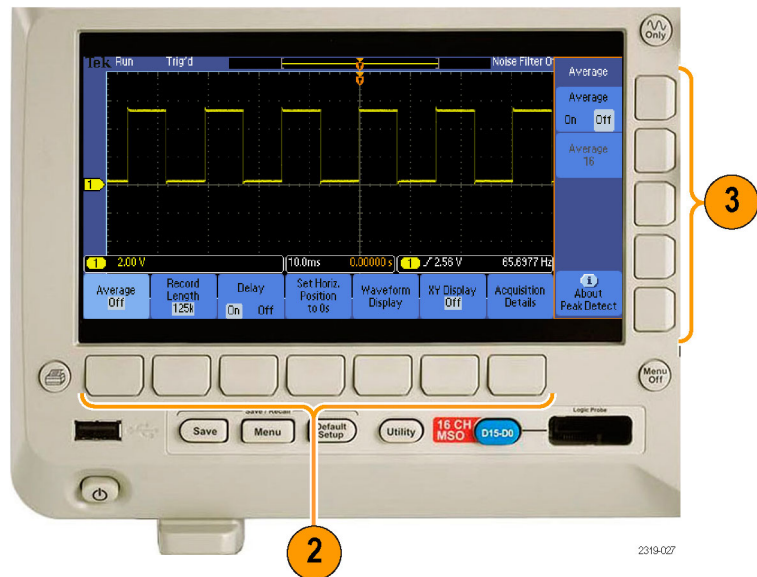 Only
Tek Run Trig'd Noise Filter O
Average
Average
On Off
Average
16
1
1 2.00 V 10.0ms 0.00000 s 1 2.56 V 65.6977 Hz
Average
Off
Record
Length
125k
Delay
On Off
Set Horiz.
Position
to 0s
Waveform
Display
XY Display
Off
Acquisition
Details
i
About
Peak Detect
3
Menu
Off
Save / Recall
Save
Menu
Default
Setup
Utility
16 CH
MSO
D15-D0
Logic Probe
2
2319-027